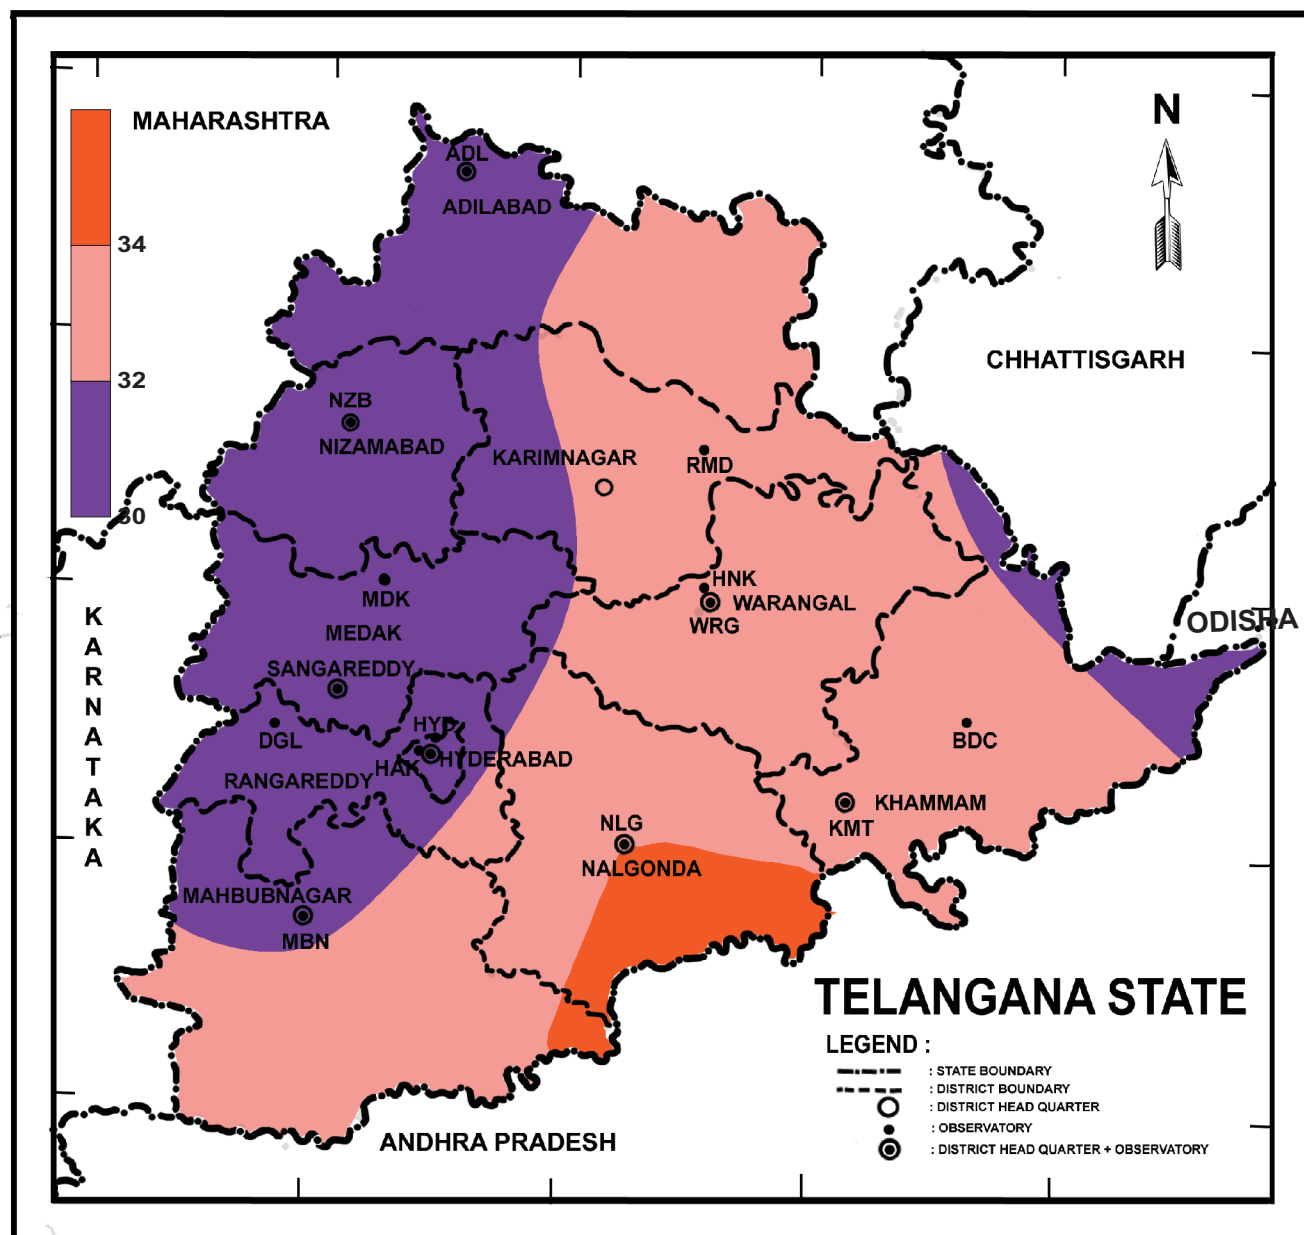 MAHARASHTRA
N
ADL
ADILABAD
34
CHHATTISGARH
32
NZB
NIZAMABAD
KARIMNAGAR
RMD
30
HNK
MDK
WARANGAL
WRG
KARNATAKA
ODISHA
MEDAK
SANGAREDDY
HYD
DGL
BDC
HAK
HYDERABAD
RANGAREDDY
KHAMMAM
NLG
KMT
NALGONDA
MAHBUBNAGAR
MBN
TELANGANA STATE
LEGEND :
: STATE BOUNDARY
: DISTRICT BOUNDARY
: DISTRICT HEAD QUARTER
: OBSERVATORY
: DISTRICT HEAD QUARTER + OBSERVATORY
ANDHRA PRADESH